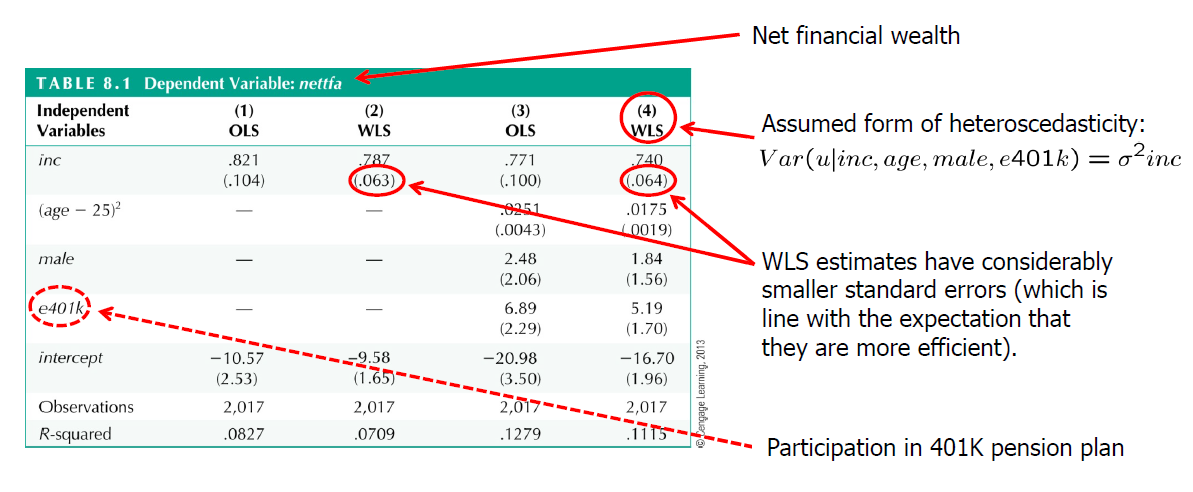 Net financial wealth
TABLE 8.1 Dependent Variable: nettfa
Independent Variables (1) OLS (2) WLS (3) OLS (4) WLS
inc .821 .787 .771 .740
(.104) (.063) (.100) (.064)
(age − 25)² — — .0251 .0175
(.0043) (.0019)
male — — 2.48 1.84
(2.06) (1.56)
e401k — — 6.89 5.19
(2.29) (1.70)
intercept −10.57 −9.58 −20.98 −16.70
(2.53) (1.65) (3.50) (1.96)
Observations 2,017 2,017 2,017 2,017
R-squared .0827 .0709 .1279 .1115
© Cengage Learning, 2013
Assumed form of heteroscedasticity:
Var(u|inc, age, male, e401k) = σ²inc
WLS estimates have considerably
smaller standard errors (which is
line with the expectation that
they are more efficient).
Participation in 401K pension plan